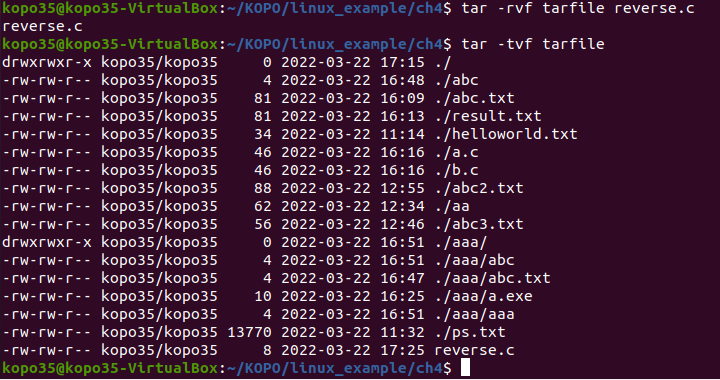 kopo35@kopo35-VirtualBox:~/KOPO/linux_example/ch4$ tar -rvf tarfile reverse.c
reverse.c
kopo35@kopo35-VirtualBox:~/KOPO/linux_example/ch4$ tar -tvf tarfile
drwxrwxr-x kopo35/kopo35     0 2022-03-22 17:15 ./
-rw-rw-r-- kopo35/kopo35     4 2022-03-22 16:48 ./abc
-rw-rw-r-- kopo35/kopo35    81 2022-03-22 16:09 ./abc.txt
-rw-rw-r-- kopo35/kopo35    81 2022-03-22 16:13 ./result.txt
-rw-rw-r-- kopo35/kopo35    34 2022-03-22 11:14 ./helloworld.txt
-rw-rw-r-- kopo35/kopo35    46 2022-03-22 16:16 ./a.c
-rw-rw-r-- kopo35/kopo35    46 2022-03-22 16:16 ./b.c
-rw-rw-r-- kopo35/kopo35    88 2022-03-22 12:55 ./abc2.txt
-rw-rw-r-- kopo35/kopo35    62 2022-03-22 12:34 ./aa
-rw-rw-r-- kopo35/kopo35    56 2022-03-22 12:46 ./abc3.txt
drwxrwxr-x kopo35/kopo35     0 2022-03-22 16:51 ./aaa/
-rw-rw-r-- kopo35/kopo35     4 2022-03-22 16:51 ./aaa/abc
-rw-rw-r-- kopo35/kopo35     4 2022-03-22 16:47 ./aaa/abc.txt
-rw-rw-r-- kopo35/kopo35    10 2022-03-22 16:25 ./aaa/a.exe
-rw-rw-r-- kopo35/kopo35     4 2022-03-22 16:51 ./aaa/aaa
-rw-rw-r-- kopo35/kopo35 13770 2022-03-22 11:32 ./ps.txt
-rw-rw-r-- kopo35/kopo35     8 2022-03-22 17:25 reverse.c
kopo35@kopo35-VirtualBox:~/KOPO/linux_example/ch4$